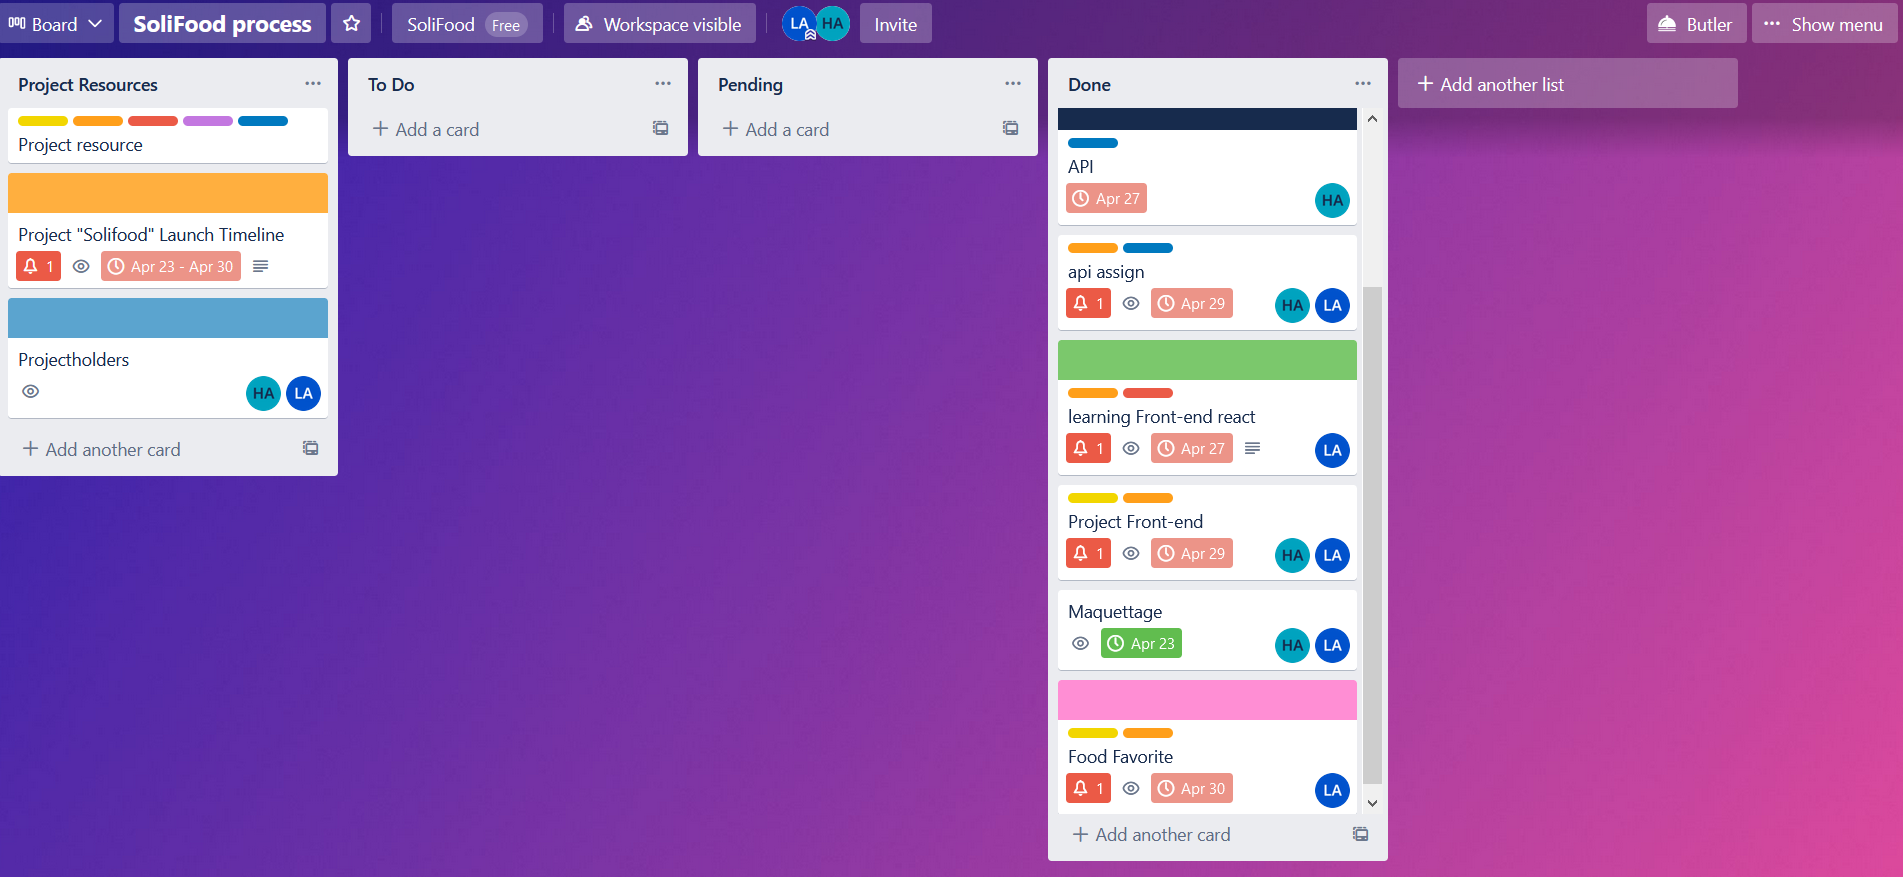 Board
SoliFood process
SoliFood Free
Workspace visible
LA HA
Invite
Butler
Show menu
Project Resources
Project resource
Project "Solifood" Launch Timeline
1 Apr 23 - Apr 30
Projectholders
HA LA
+ Add another card
To Do
+ Add a card
Pending
+ Add a card
Done
API
Apr 27 HA
api assign
1 Apr 29 HA LA
learning Front-end react
1 Apr 27 LA
Project Front-end
1 Apr 29 HA LA
Maquettage
Apr 23 HA LA
Food Favorite
1 Apr 30 LA
+ Add another card
+ Add another list